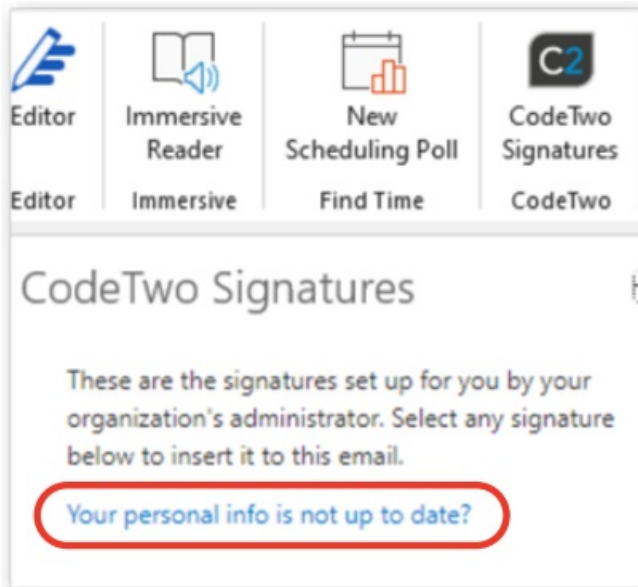 Editor
Immersive
Reader
New
Scheduling Poll
C2
CodeTwo
Signatures
Editor
Immersive
Find Time
CodeTwo
CodeTwo Signatures
These are the signatures set up for you by your
organization's administrator. Select any signature
below to insert it to this email.
Your personal info is not up to date?